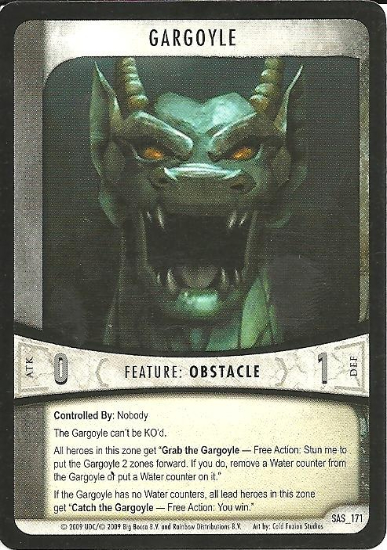 GARGOYLE
ATK 0 FEATURE: OBSTACLE 1 DEF
Controlled By: Nobody
The Gargoyle can't be KO'd.
All heroes in this zone get "Grab the Gargoyle — Free Action: Stun me to
put the Gargoyle 2 zones forward. If you do, remove a Water counter from
the Gargoyle or put a Water counter on it."
If the Gargoyle has no Water counters, all lead heroes in this zone
get "Catch the Gargoyle — Free Action: You win."
SAS_171
© 2009 UDC/© 2009 Big Bocca B.V. and Rainbow Distributions B.V. Art by: Cold Fusion Studios